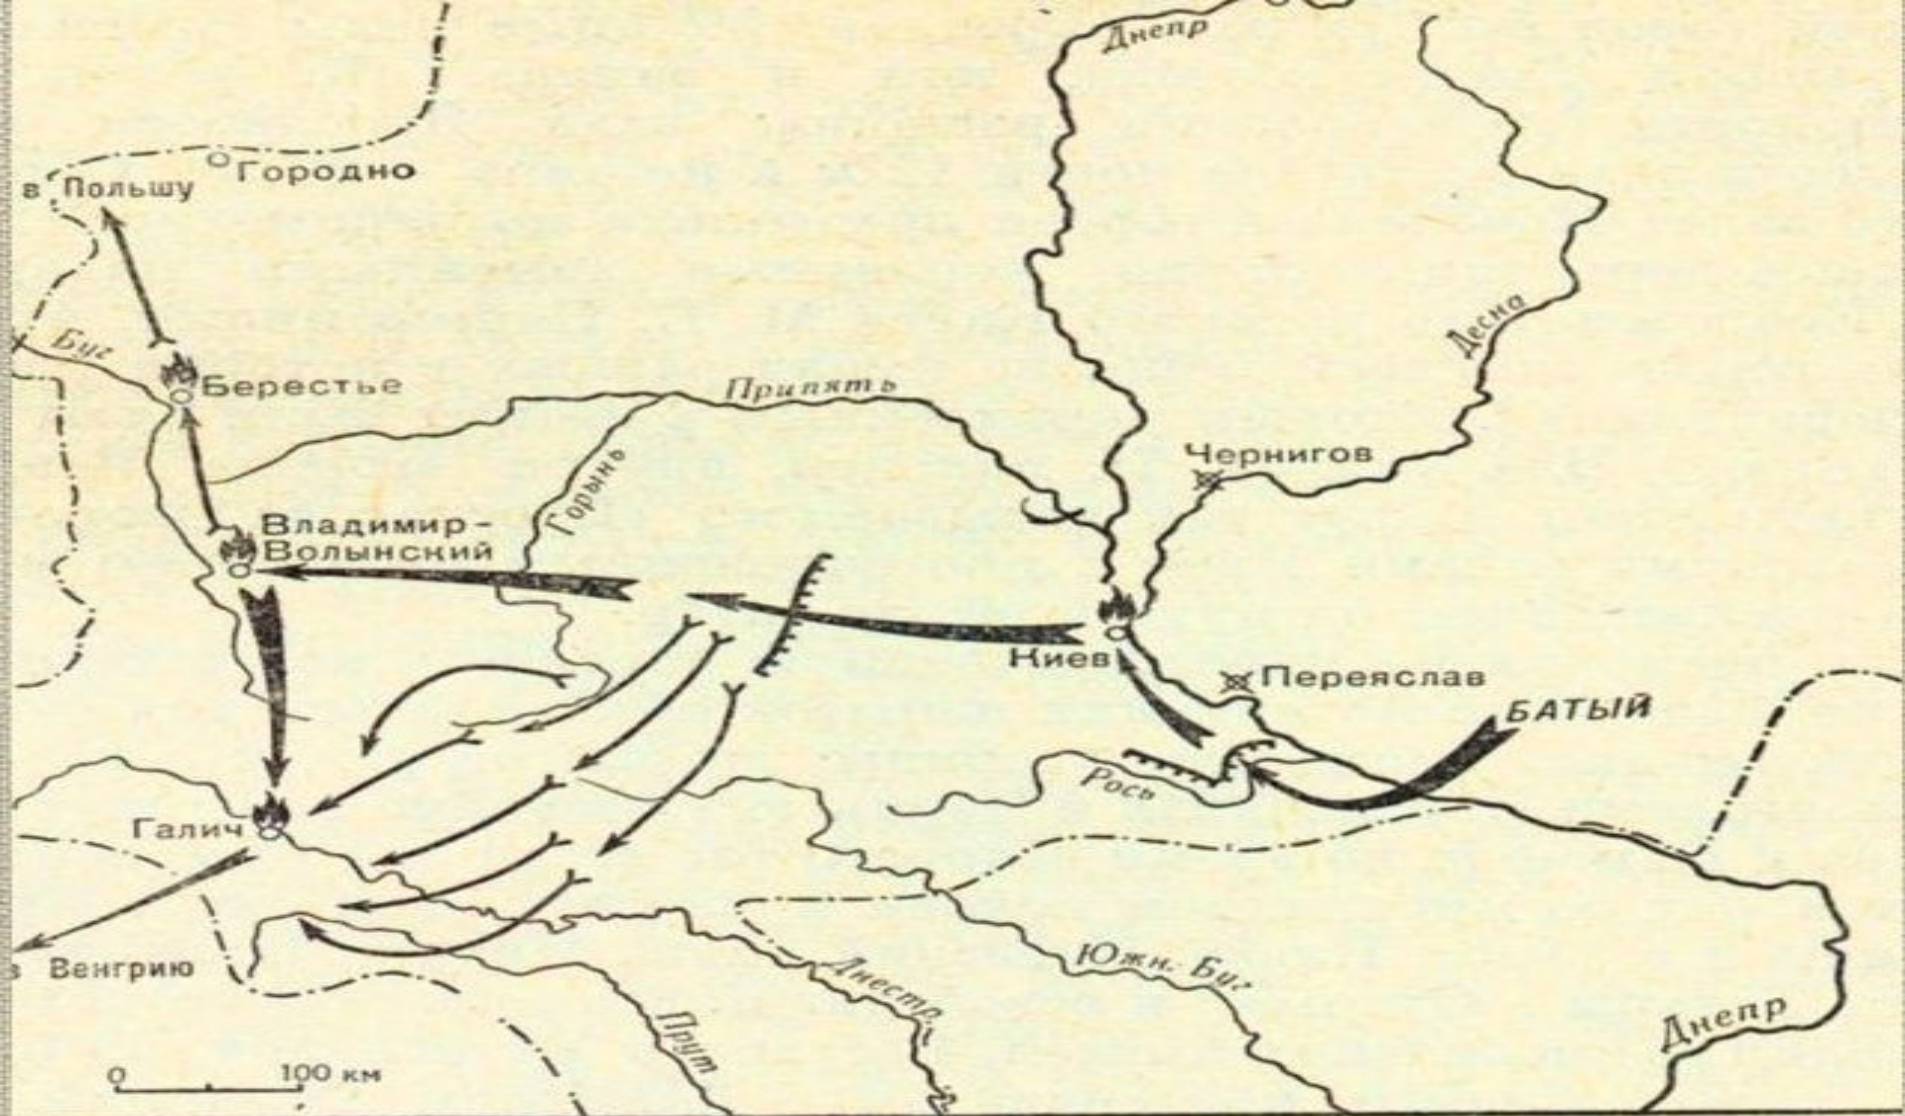 Днепр
Городно
в Польшу
Десна
Буг
Берестье
Припять
Чернигов
Горынь
Владимир-
Волынский
Киев
Переяслав
БАТЫЙ
Рось
Галич
Южн. Буг
Днестр
в Венгрию
Прут
Днепр
0 100 км